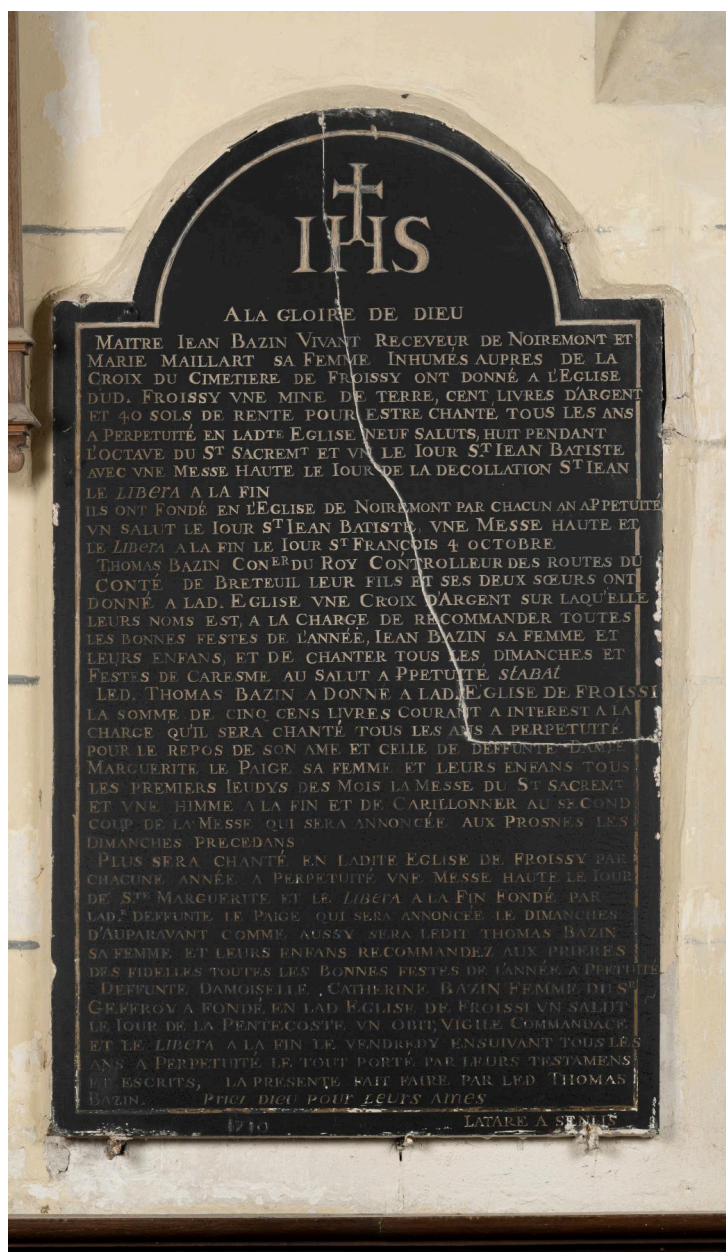 IHS
A LA GLOIRE DE DIEU
MAITRE IEAN BAZIN VIVANT RECEVEUR DE NOIREMONT ET
MARIE MAILLART SA FEMME INHUMÉS AUPRES DE LA
CROIX DU CIMETIERE DE FROISSY ONT DONNÉ A L'EGLISE
DUD. FROISSY VNE MINE DE TERRE, CENT LIVRES D'ARGENT
ET 40 SOLS DE RENTE POUR ESTRE CHANTÉ TOUS LES ANS
A PERPETUITÉ EN LADTE EGLISE NEUF SALUTS, HUIT PENDANT
L'OCTAVE DU ST SACREMT ET VN LE IOUR ST IEAN BATISTE
AVEC VNE MESSE HAUTE LE IOUR DE LA DECOLLATION ST IEAN
LE LIBERA A LA FIN
ILS ONT FONDÉ EN L'EGLISE DE NOIREMONT PAR CHACUN AN A PPETUITÉ
VN SALUT LE IOUR ST IEAN BATISTE, VNE MESSE HAUTE ET
LE LIBERA A LA FIN LE IOUR ST FRANÇOIS 4 OCTOBRE
THOMAS BAZIN CONER DU ROY CONTROLLEUR DES ROUTES DU
CONTÉ DE BRETEUIL LEUR FILS ET SES DEUX SŒURS ONT
DONNÉ A LAD. EGLISE VNE CROIX D'ARGENT SUR LAQU'ELLE
LEURS NOMS EST, A LA CHARGE DE RECOMMANDER TOUTES
LES BONNES FESTES DE L'ANNÉE, IEAN BAZIN SA FEMME ET
LEURS ENFANS, ET DE CHANTER TOUS LES DIMANCHES ET
FESTES DE CARESME AU SALUT A PPETUITÉ STABAT
LED. THOMAS BAZIN A DONNÉ A LAD. EGLISE DE FROISSI
LA SOMME DE CINQ CENS LIVRES COURANT A INTEREST A LA
CHARGE QU'IL SERA CHANTÉ TOUS LES ANS A PERPETUITÉ
POUR LE REPOS DE SON AME ET CELLE DE DEFFUNTE DAME
MARGUERITE LE PAIGE SA FEMME ET LEURS ENFANS TOUS
LES PREMIERS IEUDYS DES MOIS LA MESSE DU ST SACREMT
ET VNE HIMME A LA FIN ET DE CARILLONNER AU SECOND
COUP DE LA MESSE QUI SERA ANNONCÉE AUX PROSNES LES
DIMANCHES PRECEDANS
PLUS SERA CHANTÉ EN LADITE EGLISE DE FROISSY PAR
CHACUNE ANNÉE A PERPETUITÉ VNE MESSE HAUTE LE IOUR
DE STE MARGUERITE ET LE LIBERA A LA FIN FONDÉ PAR
LAD.E DEFFUNTE LE PAIGE QUI SERA ANNONCÉE LE DIMANCHES
D'AUPARAVANT COMME AUSSY SERA LEDIT THOMAS BAZIN
SA FEMME ET LEURS ENFANS RECOMMANDEZ AUX PRIERES
DES FIDELLES TOUTES LES BONNES FESTES DE L'ANNÉE A PPETUITÉ
DEFFUNTE DAMOISELLE CATHERINE BAZIN FEMME DU SR
GEFFROY A FONDÉ EN LAD EGLISE DE FROISSI VN SALUT
LE IOUR DE LA PENTECOSTE VN OBIT, VIGILE COMMANDACE
ET LE LIBERA A LA FIN LE VENDREDY ENSUIVANT TOUS LES
ANS A PERPETUITÉ LE TOUT PORTÉ PAR LEURS TESTAMENS
ET ESCRITS, LA PRESENTE FAIT FAIRE PAR LED THOMAS
BAZIN. PRIEZ DIEU POUR LEURS AMES
LATARE A SENLIS